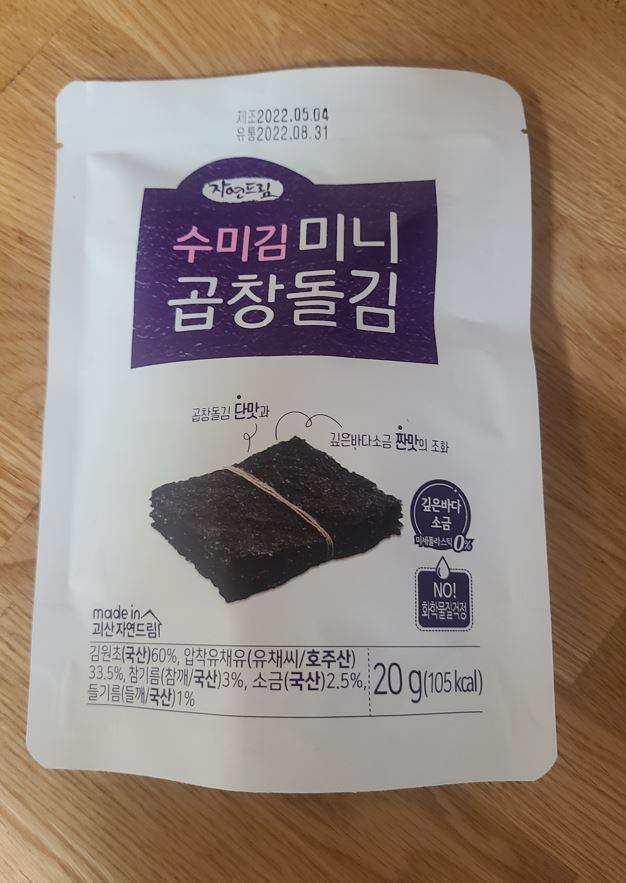 제조2022.05.04
유통2022.08.31
자연드림
수미김 미니
곱창돌김
곱창돌김 단맛과
깊은바다소금 짠맛의 조화
깊은바다
소금
미세플라스틱 0%
NO!
화학물질걱정
made in
괴산자연드림
김원초(국산)60%, 압착유채유(유채씨/호주산)
33.5%, 참기름(참깨/국산)3%, 소금(국산)2.5%,
들기름(들깨/국산)1%
20 g(105 kcal)